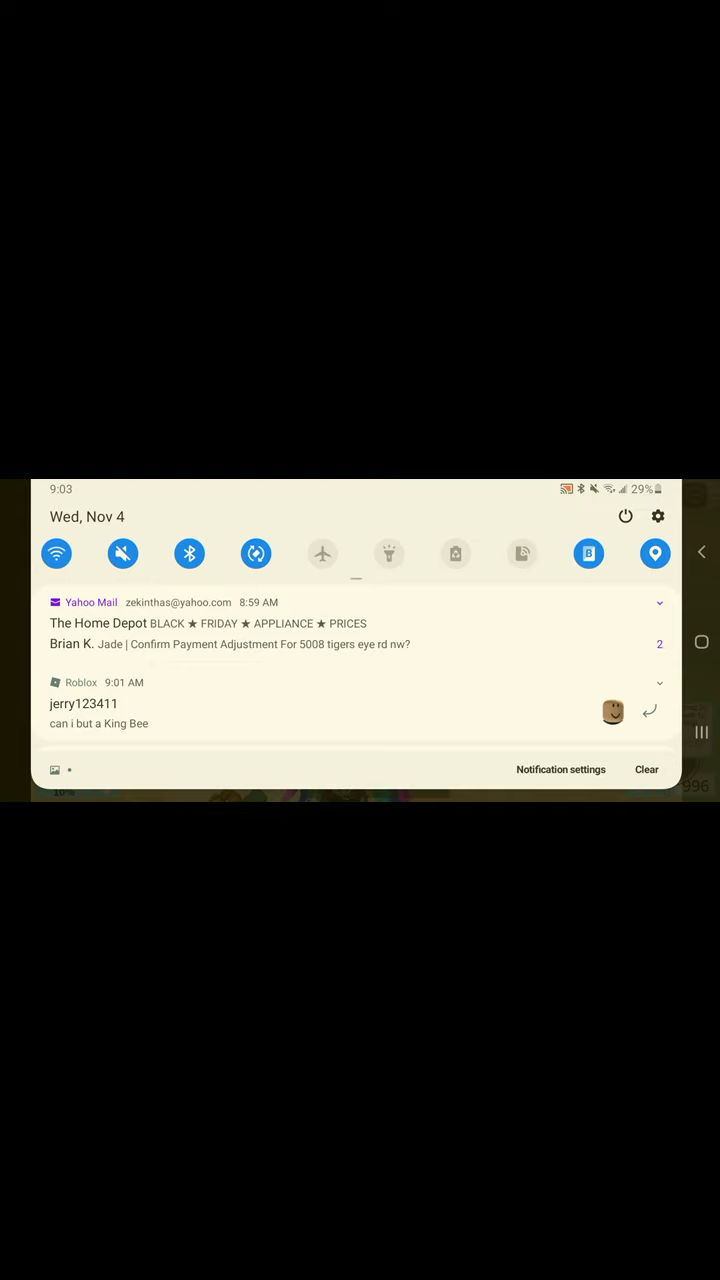 9:03
29%
Wed, Nov 4
B
Yahoo Mail zekinthas@yahoo.com 8:59 AM
The Home Depot BLACK ★ FRIDAY ★ APPLIANCE ★ PRICES
Brian K. Jade | Confirm Payment Adjustment For 5008 tigers eye rd nw?
2
Roblox 9:01 AM
jerry123411
can i but a King Bee
Notification settings
Clear
996
10%